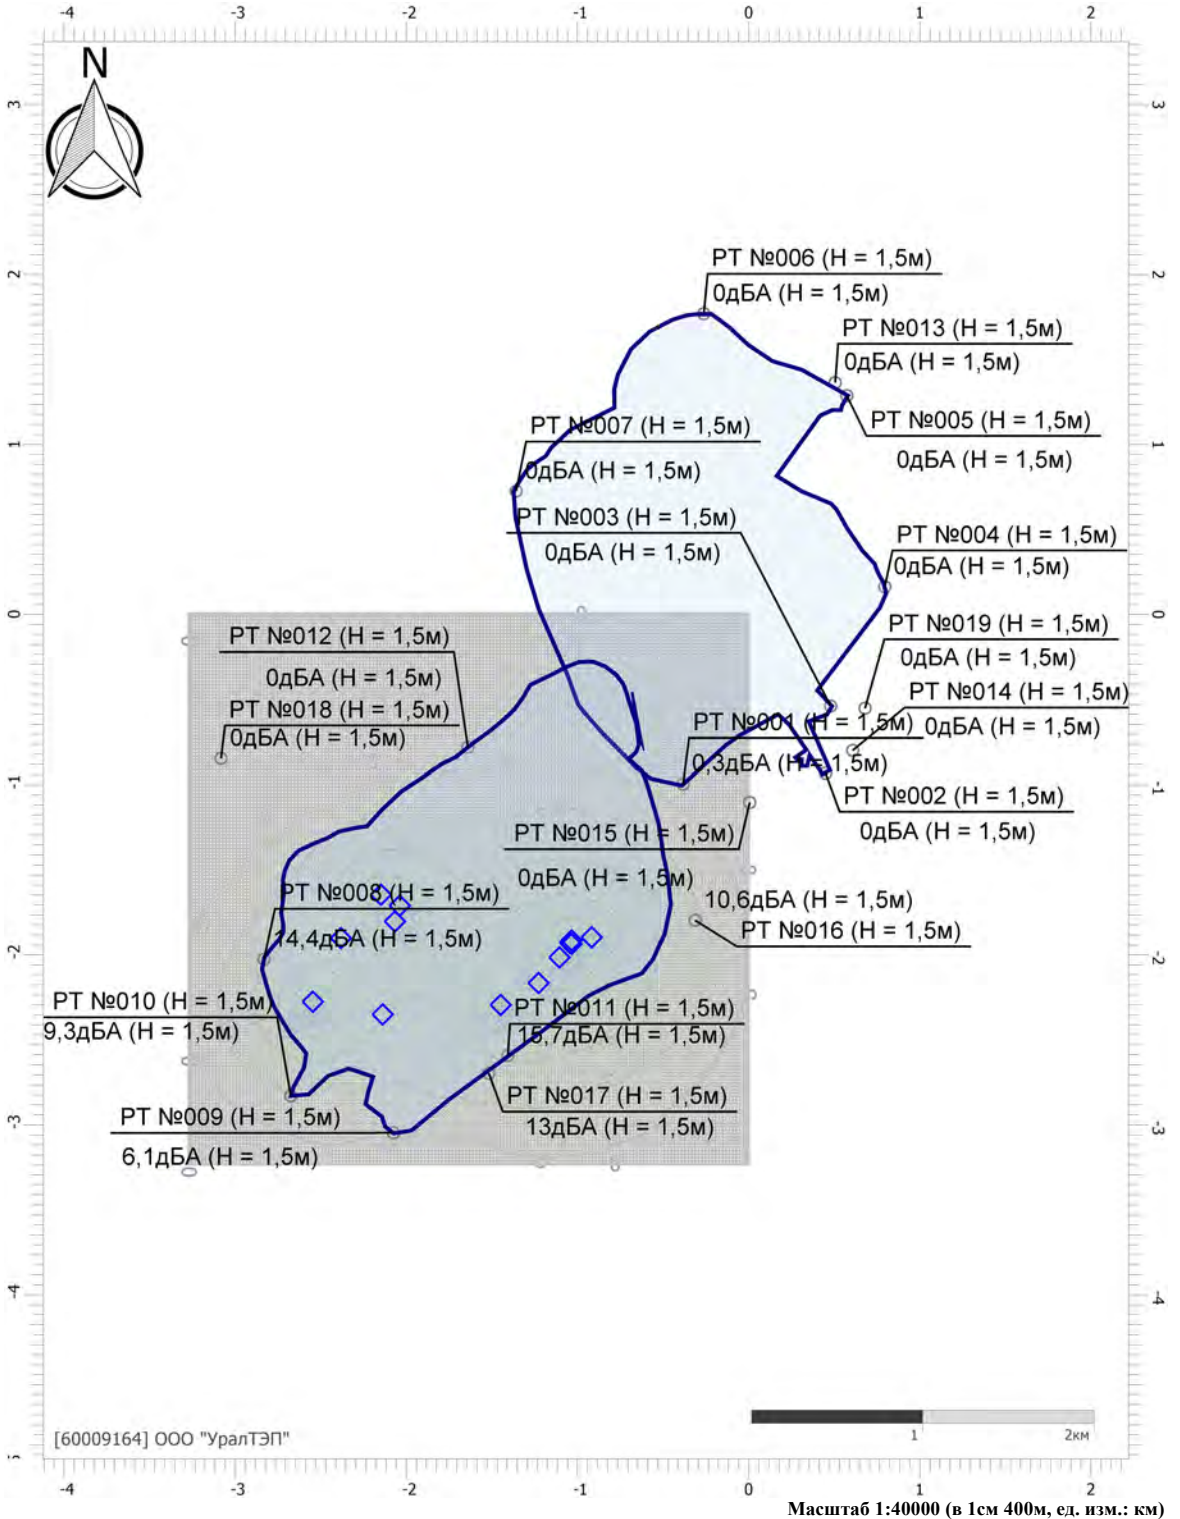 -4 -3 -2 -1 0 1 2
N
3 3
РТ №006 (Н = 1,5м)
2 2
0дБА (Н = 1,5м)
РТ №013 (Н = 1,5м)
0дБА (Н = 1,5м)
РТ №007 (Н = 1,5м)
РТ №005 (Н = 1,5м)
1 1
0дБА (Н = 1,5м)
0дБА (Н = 1,5м)
РТ №003 (Н = 1,5м)
0дБА (Н = 1,5м)
РТ №004 (Н = 1,5м)
0дБА (Н = 1,5м)
0 0
РТ №012 (Н = 1,5м)
0дБА (Н = 1,5м)
РТ №019 (Н = 1,5м)
0дБА (Н = 1,5м)
РТ №018 (Н = 1,5м)
0дБА (Н = 1,5м)
РТ №014 (Н = 1,5м)
0дБА (Н = 1,5м)
РТ №001 (Н = 1,5м)
0,3дБА (Н = 1,5м)
-1 -1
РТ №002 (Н = 1,5м)
0дБА (Н = 1,5м)
РТ №015 (Н = 1,5м)
0дБА (Н = 1,5м)
РТ №008 (Н = 1,5м)
14,4дБА (Н = 1,5м)
10,6дБА (Н = 1,5м)
РТ №016 (Н = 1,5м)
-2 -2
РТ №010 (Н = 1,5м)
9,3дБА (Н = 1,5м)
РТ №011 (Н = 1,5м)
15,7дБА (Н = 1,5м)
РТ №017 (Н = 1,5м)
13дБА (Н = 1,5м)
-3 -3
РТ №009 (Н = 1,5м)
6,1дБА (Н = 1,5м)
-4 -4
1 2км
[60009164] ООО "УралТЭП"
-4 -3 -2 -1 0 1 2
Масштаб 1:40000 (в 1см 400м, ед. изм.: км)